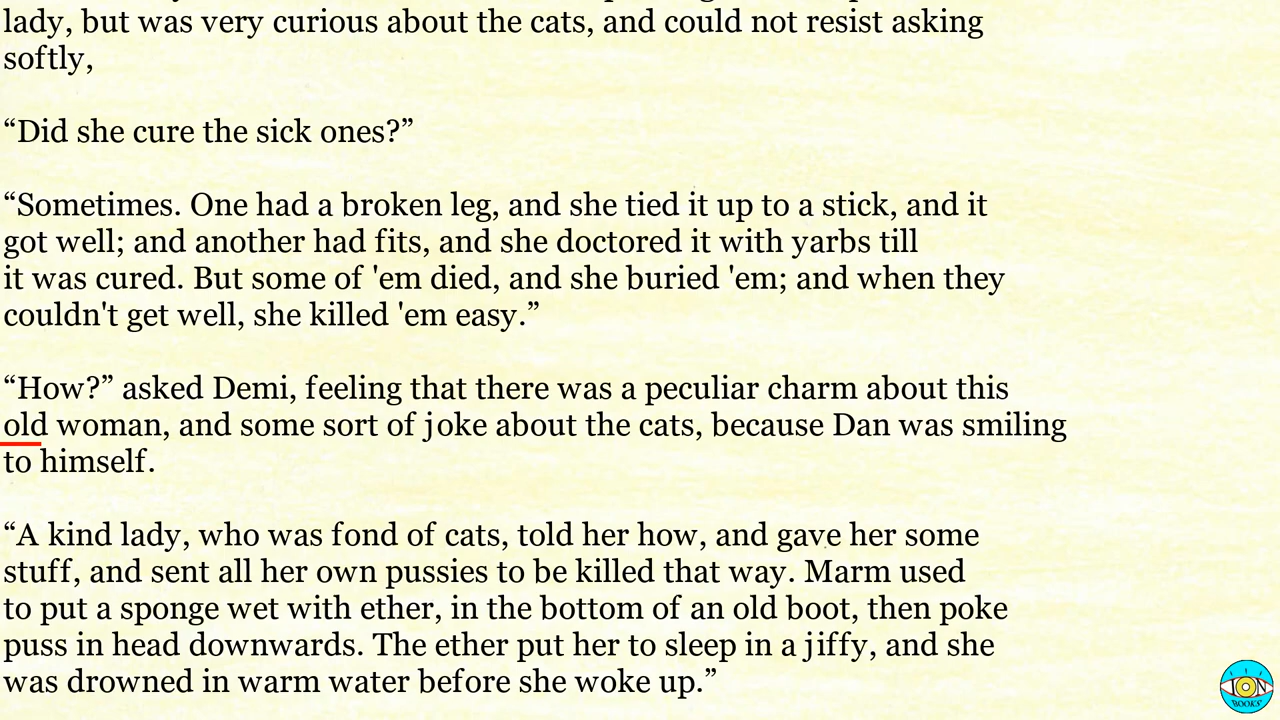 lady, but was very curious about the cats, and could not resist asking
softly,
“Did she cure the sick ones?”
“Sometimes. One had a broken leg, and she tied it up to a stick, and it
got well; and another had fits, and she doctored it with yarbs till
it was cured. But some of 'em died, and she buried 'em; and when they
couldn't get well, she killed 'em easy.”
“How?” asked Demi, feeling that there was a peculiar charm about this
old woman, and some sort of joke about the cats, because Dan was smiling
to himself.
“A kind lady, who was fond of cats, told her how, and gave her some
stuff, and sent all her own pussies to be killed that way. Marm used
to put a sponge wet with ether, in the bottom of an old boot, then poke
puss in head downwards. The ether put her to sleep in a jiffy, and she
was drowned in warm water before she woke up.”
ION
BOOKS